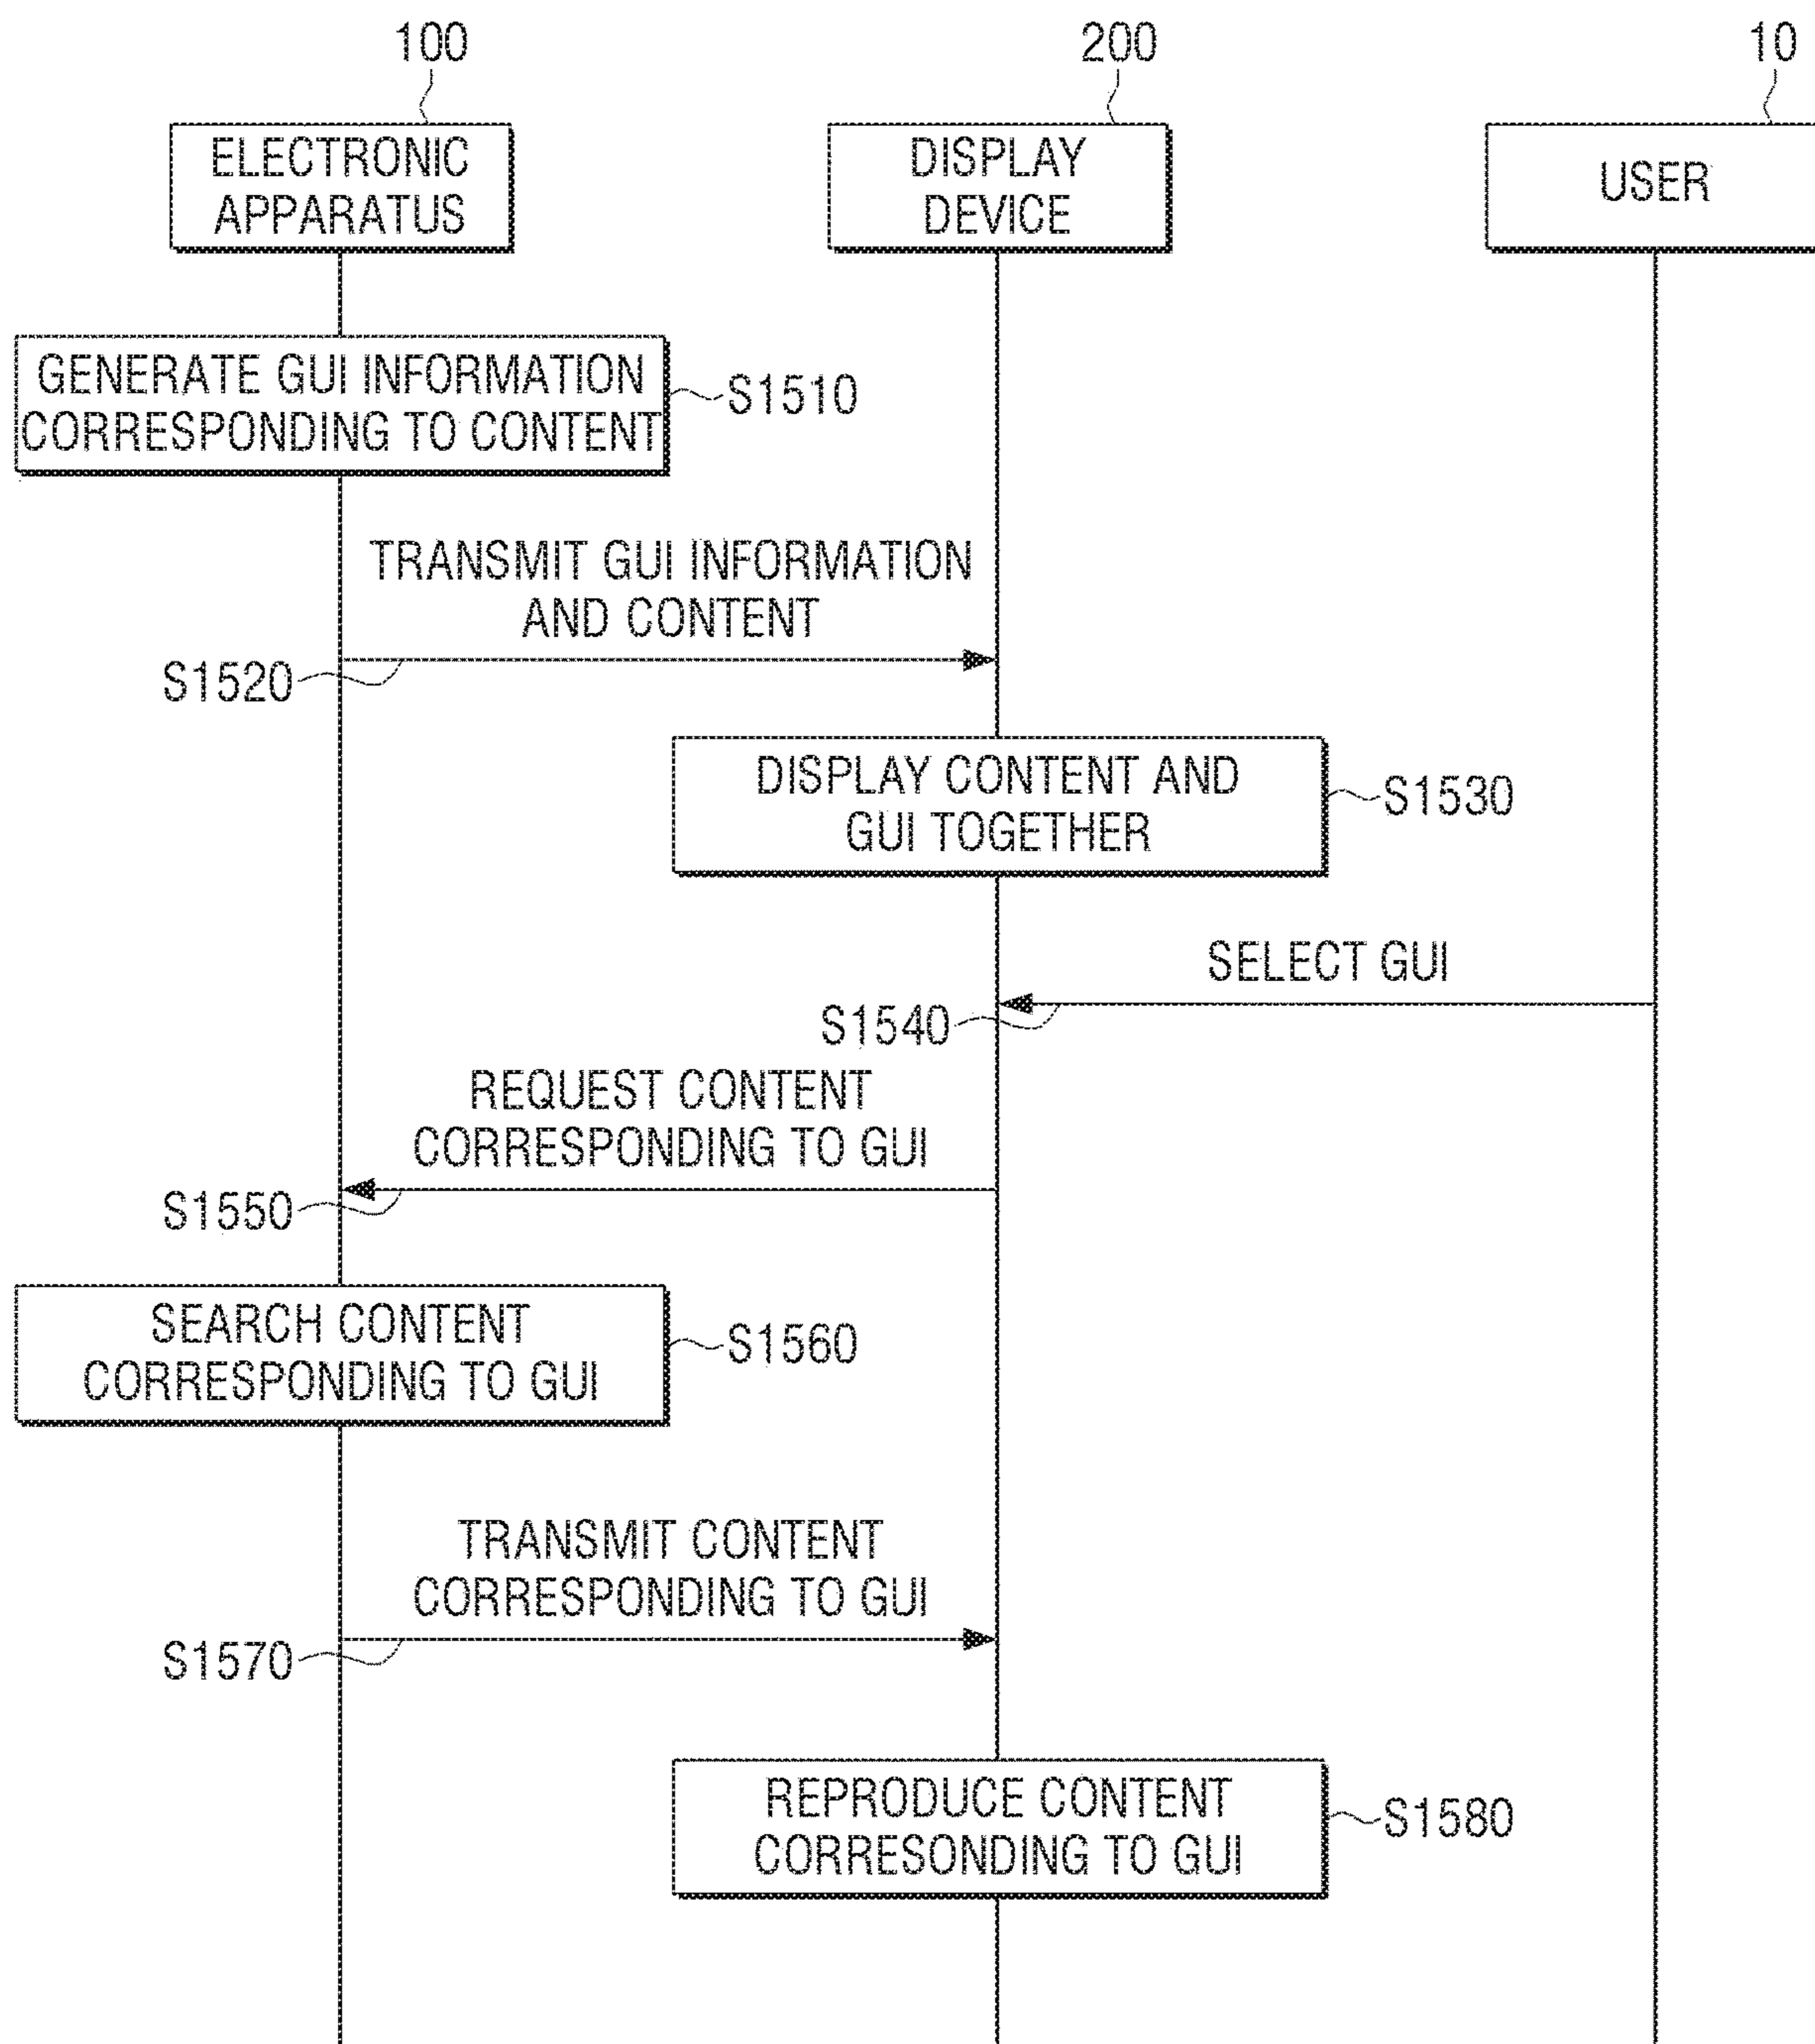 100
200
10
ELECTRONIC
APPARATUS
DISPLAY
DEVICE
USER
GENERATE GUI INFORMATION
CORRESPONDING TO CONTENT
S1510
TRANSMIT GUI INFORMATION
AND CONTENT
S1520
DISPLAY CONTENT AND
GUI TOGETHER
S1530
SELECT GUI
S1540
REQUEST CONTENT
CORRESPONDING TO GUI
S1550
SEARCH CONTENT
CORRESPONDING TO GUI
S1560
TRANSMIT CONTENT
CORRESPONDING TO GUI
S1570
REPRODUCE CONTENT
CORRESONDING TO GUI
S1580